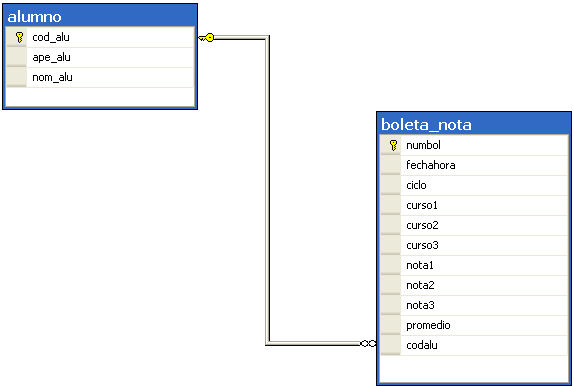 alumno
cod_alu
ape_alu
nom_alu
boleta_nota
numbol
fechahora
ciclo
curso1
curso2
curso3
nota1
nota2
nota3
promedio
codalu